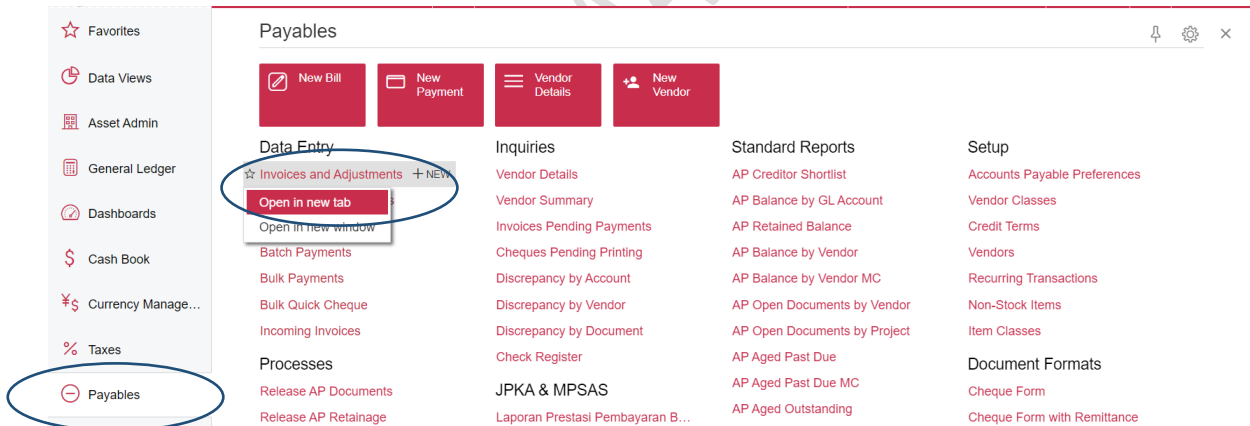 Favorites
Data Views
Asset Admin
General Ledger
Dashboards
Cash Book
Currency Manage...
Taxes
Payables
Payables
New Bill
New
Payment
Vendor
Details
New
Vendor
Data Entry
Invoices and Adjustments + NEW
Open in new tab
Open in new window
Batch Payments
Bulk Payments
Bulk Quick Cheque
Incoming Invoices
Processes
Release AP Documents
Release AP Retainage
Inquiries
Vendor Details
Vendor Summary
Invoices Pending Payments
Cheques Pending Printing
Discrepancy by Account
Discrepancy by Vendor
Discrepancy by Document
Check Register
JPKA & MPSAS
Laporan Prestasi Pembayaran B...
Standard Reports
AP Creditor Shortlist
AP Balance by GL Account
AP Retained Balance
AP Balance by Vendor
AP Balance by Vendor MC
AP Open Documents by Vendor
AP Open Documents by Project
AP Aged Past Due
AP Aged Past Due MC
AP Aged Outstanding
Setup
Accounts Payable Preferences
Vendor Classes
Credit Terms
Vendors
Recurring Transactions
Non-Stock Items
Item Classes
Document Formats
Cheque Form
Cheque Form with Remittance